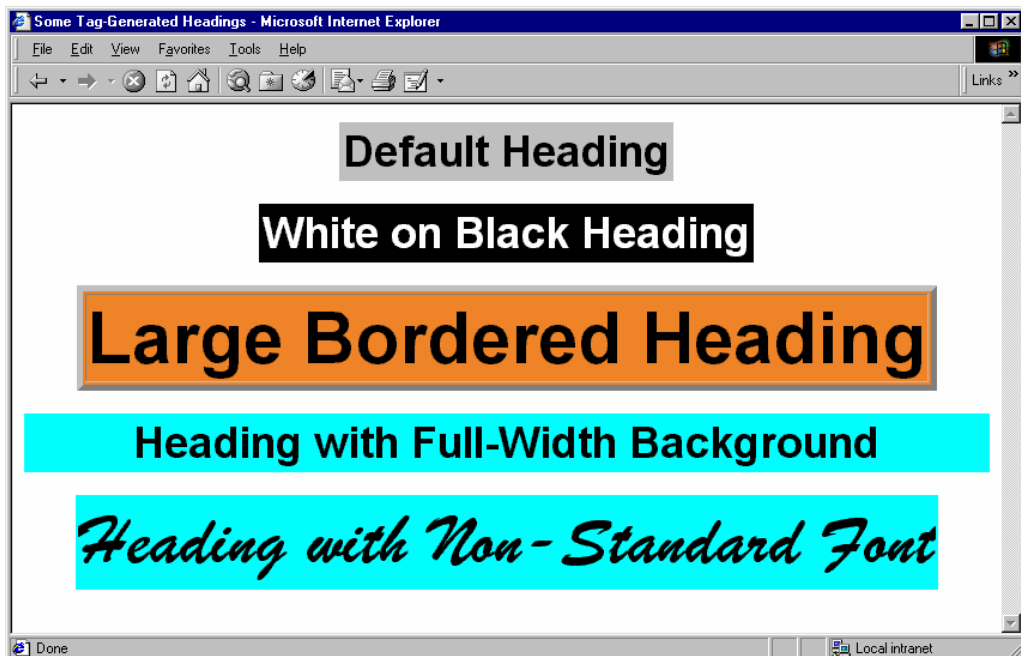 Some Tag-Generated Headings - Microsoft Internet Explorer
File Edit View Favorites Tools Help
Links »
Default Heading
White on Black Heading
Large Bordered Heading
Heading with Full-Width Background
Heading with Non-Standard Font
Done
Local intranet